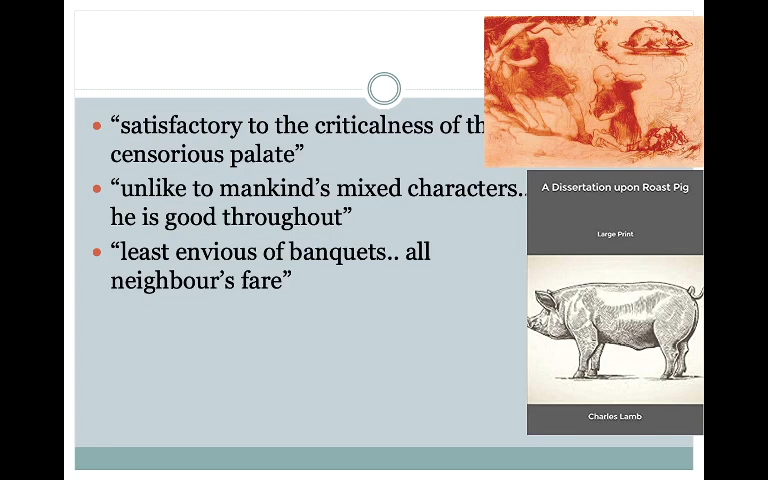 • “satisfactory to the criticalness of th
censorious palate”
• “unlike to mankind’s mixed characters..
he is good throughout”
• “least envious of banquets.. all
neighbour’s fare”
A Dissertation upon Roast Pig
Large Print
Charles Lamb